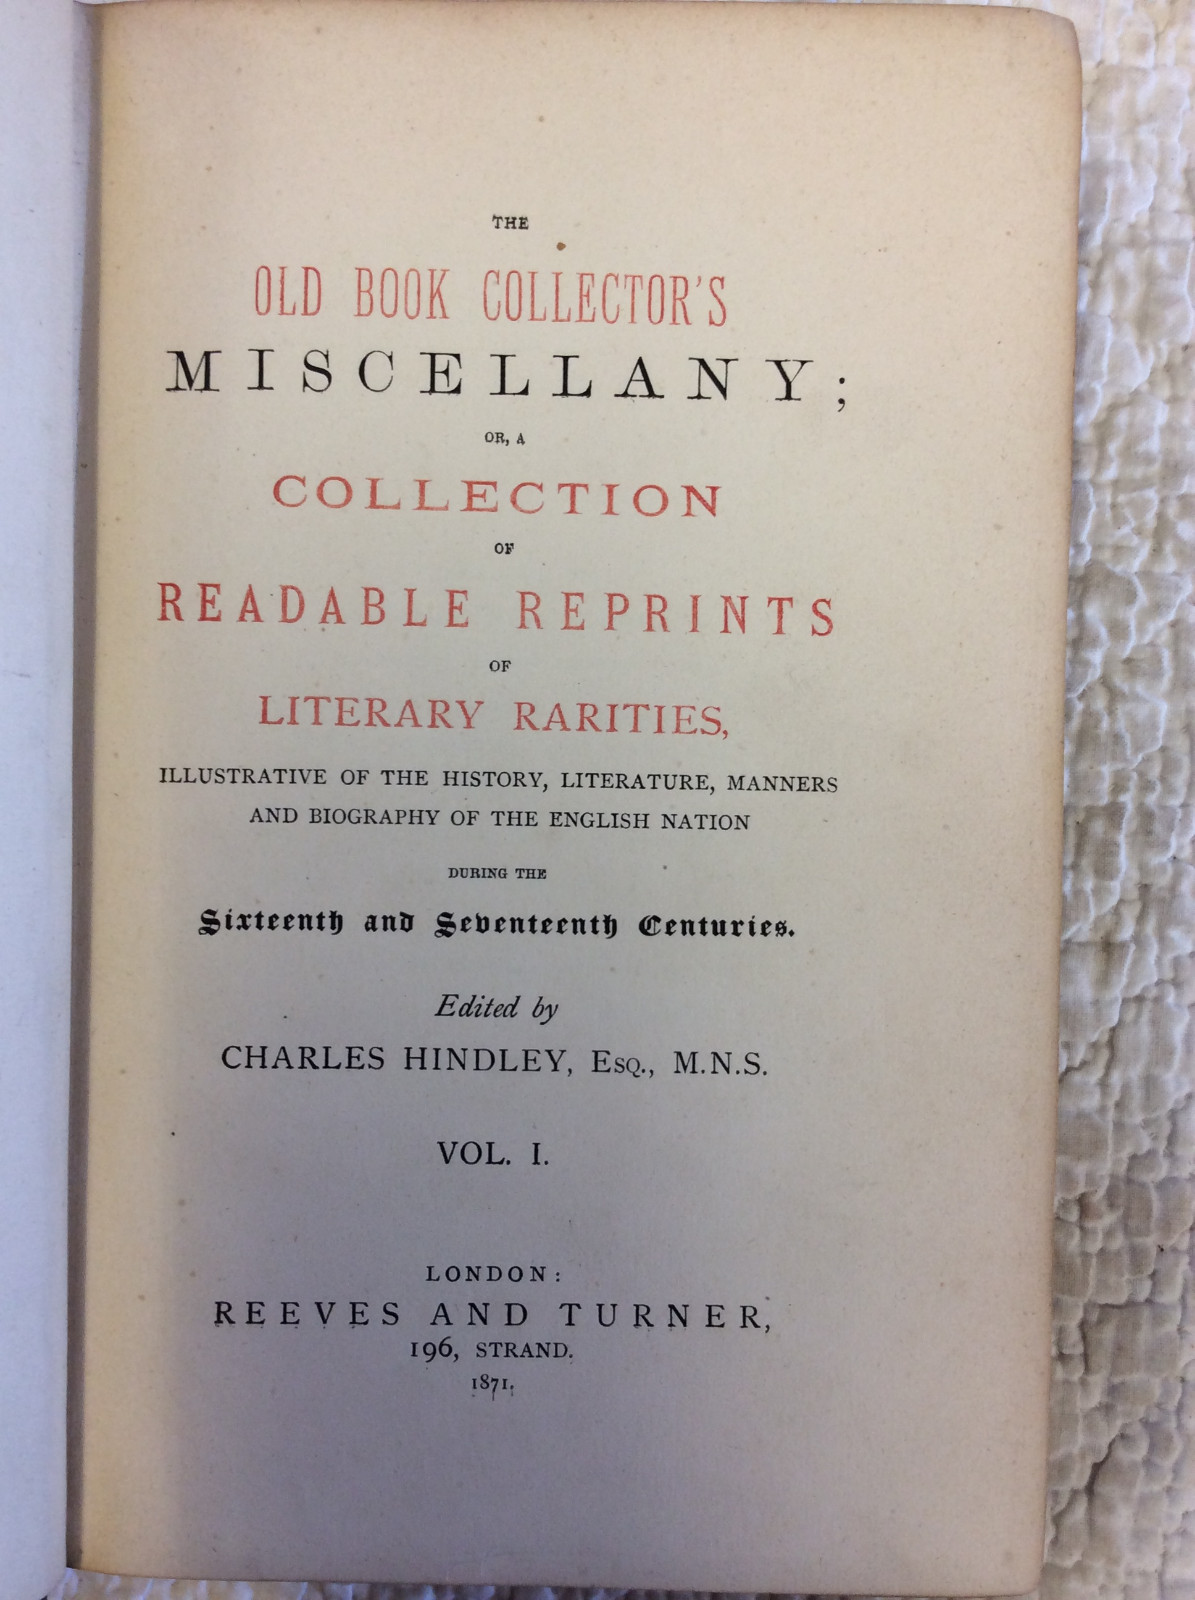 THE
OLD BOOK COLLECTOR'S
MISCELLANY;
OR, A
COLLECTION
OF
READABLE REPRINTS
OF
LITERARY RARITIES,
ILLUSTRATIVE OF THE HISTORY, LITERATURE, MANNERS
AND BIOGRAPHY OF THE ENGLISH NATION
DURING THE
Sixteenth and Seventeenth Centuries.
Edited by
CHARLES HINDLEY, ESQ., M.N.S.
VOL. I.
LONDON:
REEVES AND TURNER,
196, STRAND.
1871.